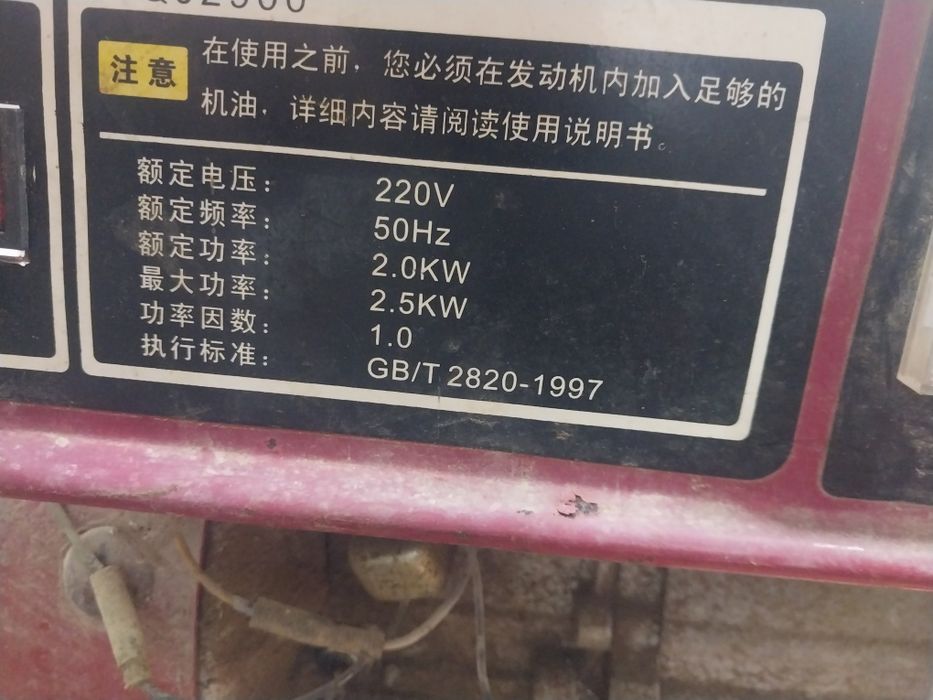 注意
在使用之前，您必须在发动机内加入足够的
机油，详细内容请阅读使用说明书。
额定电压： 220V
额定频率： 50Hz
额定功率： 2.0KW
最大功率： 2.5KW
功率因数： 1.0
执行标准： GB/T 2820-1997